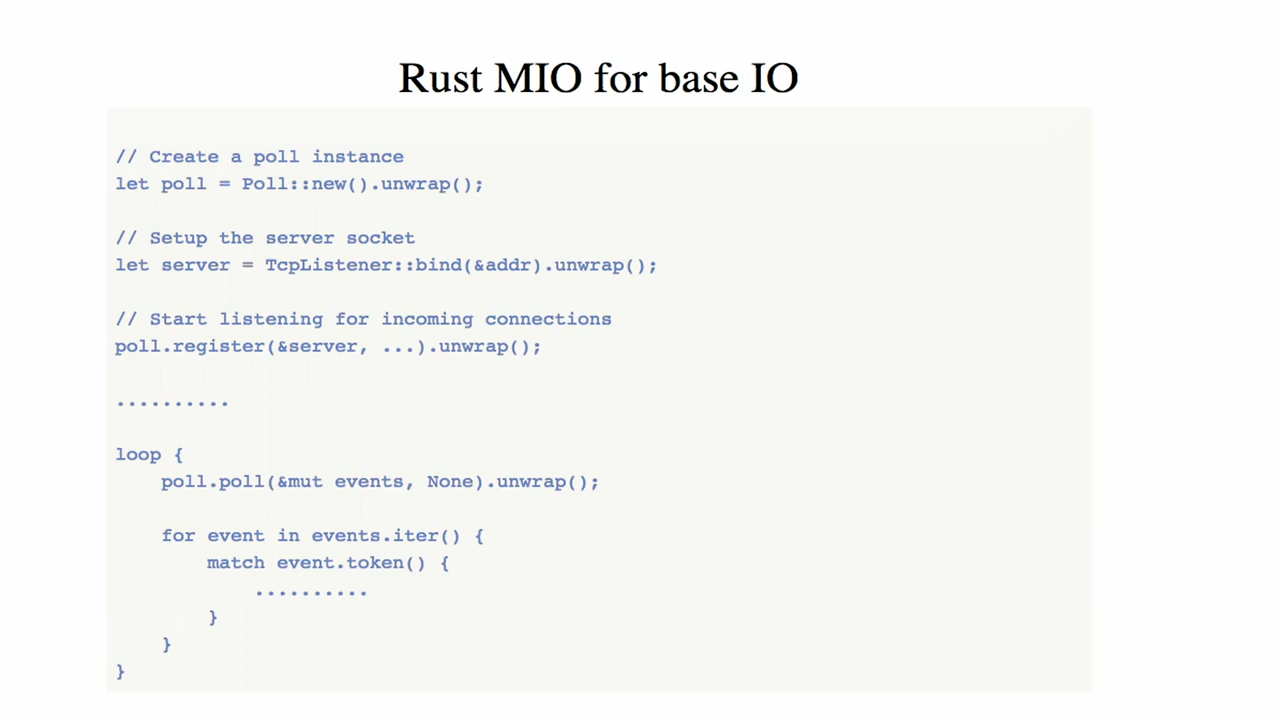 Rust MIO for base IO
// Create a poll instance
let poll = Poll::new().unwrap();
// Setup the server socket
let server = TcpListener::bind(&addr).unwrap();
// Start listening for incoming connections
poll.register(&server, ...).unwrap();
..........
loop {
    poll.poll(&mut events, None).unwrap();
    for event in events.iter() {
        match event.token() {
            ..........
        }
    }
}